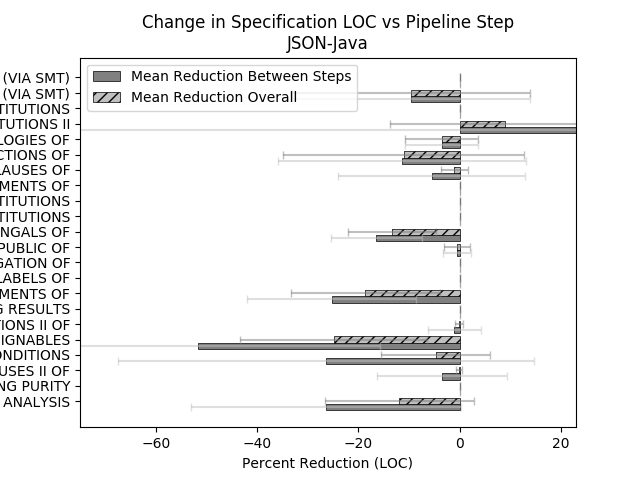 Change in Specification LOC vs Pipeline Step
JSON-Java
Mean Reduction Between Steps
Mean Reduction Overall
(VIA SMT)
(VIA SMT)
TITUTIONS
TUTIONS II
LOGIES OF
CTIONS OF
LAUSES OF
MENTS OF
TITUTIONS
TITUTIONS
NGALS OF
PUBLIC OF
GATION OF
LABELS OF
MENTS OF
G RESULTS
TIONS II OF
SIGNABLES
ONDITIONS
USES II OF
NG PURITY
ANALYSIS
−60
−40
−20
0
20
Percent Reduction (LOC)